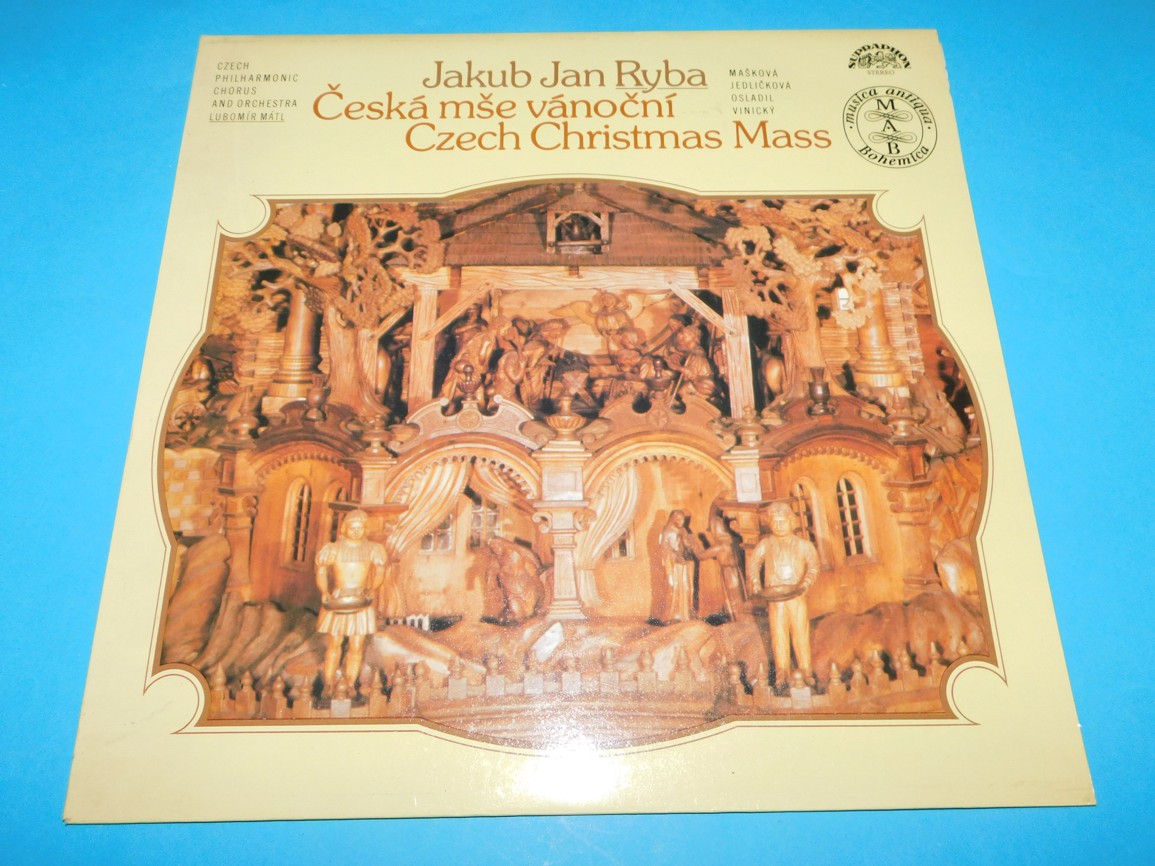 CZECH
PHILHARMONIC
CHORUS
AND ORCHESTRA
LUBOMÍR MÁTL
Jakub Jan Ryba
Česká mše vánoční
Czech Christmas Mass
MAŠKOVA
JEDLIČKOVÁ
OSLADIL
VINICKÝ
SUPRAPHON
STEREO
musica antiqua
M
A
B
Bohemica